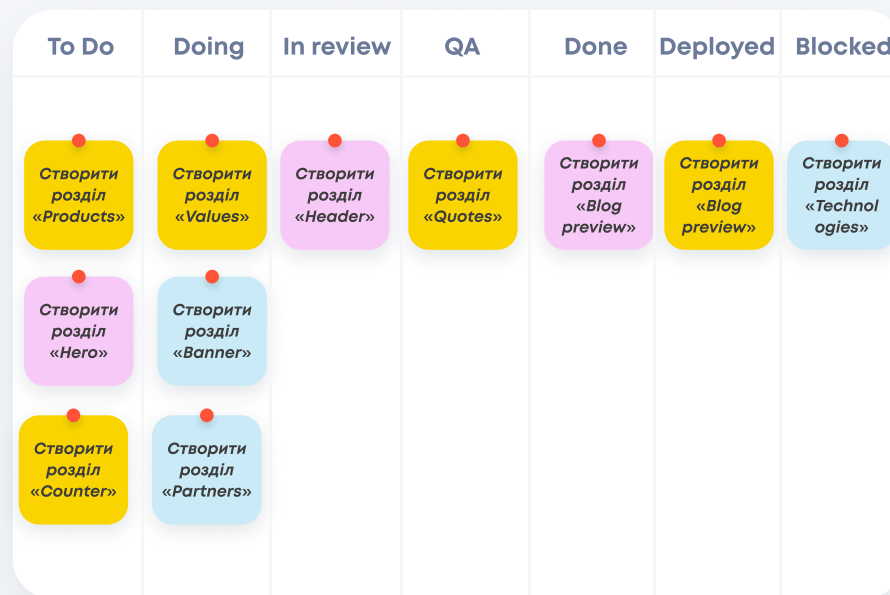 To Do
Doing
In review
QA
Done
Deployed
Blocked
Створити
розділ
«Products»
Створити
розділ
«Values»
Створити
розділ
«Header»
Створити
розділ
«Quotes»
Створити
розділ
«Blog
preview»
Створити
розділ
«Blog
preview»
Створити
розділ
«Technol
ogies»
Створити
розділ
«Hero»
Створити
розділ
«Banner»
Створити
розділ
«Counter»
Створити
розділ
«Partners»